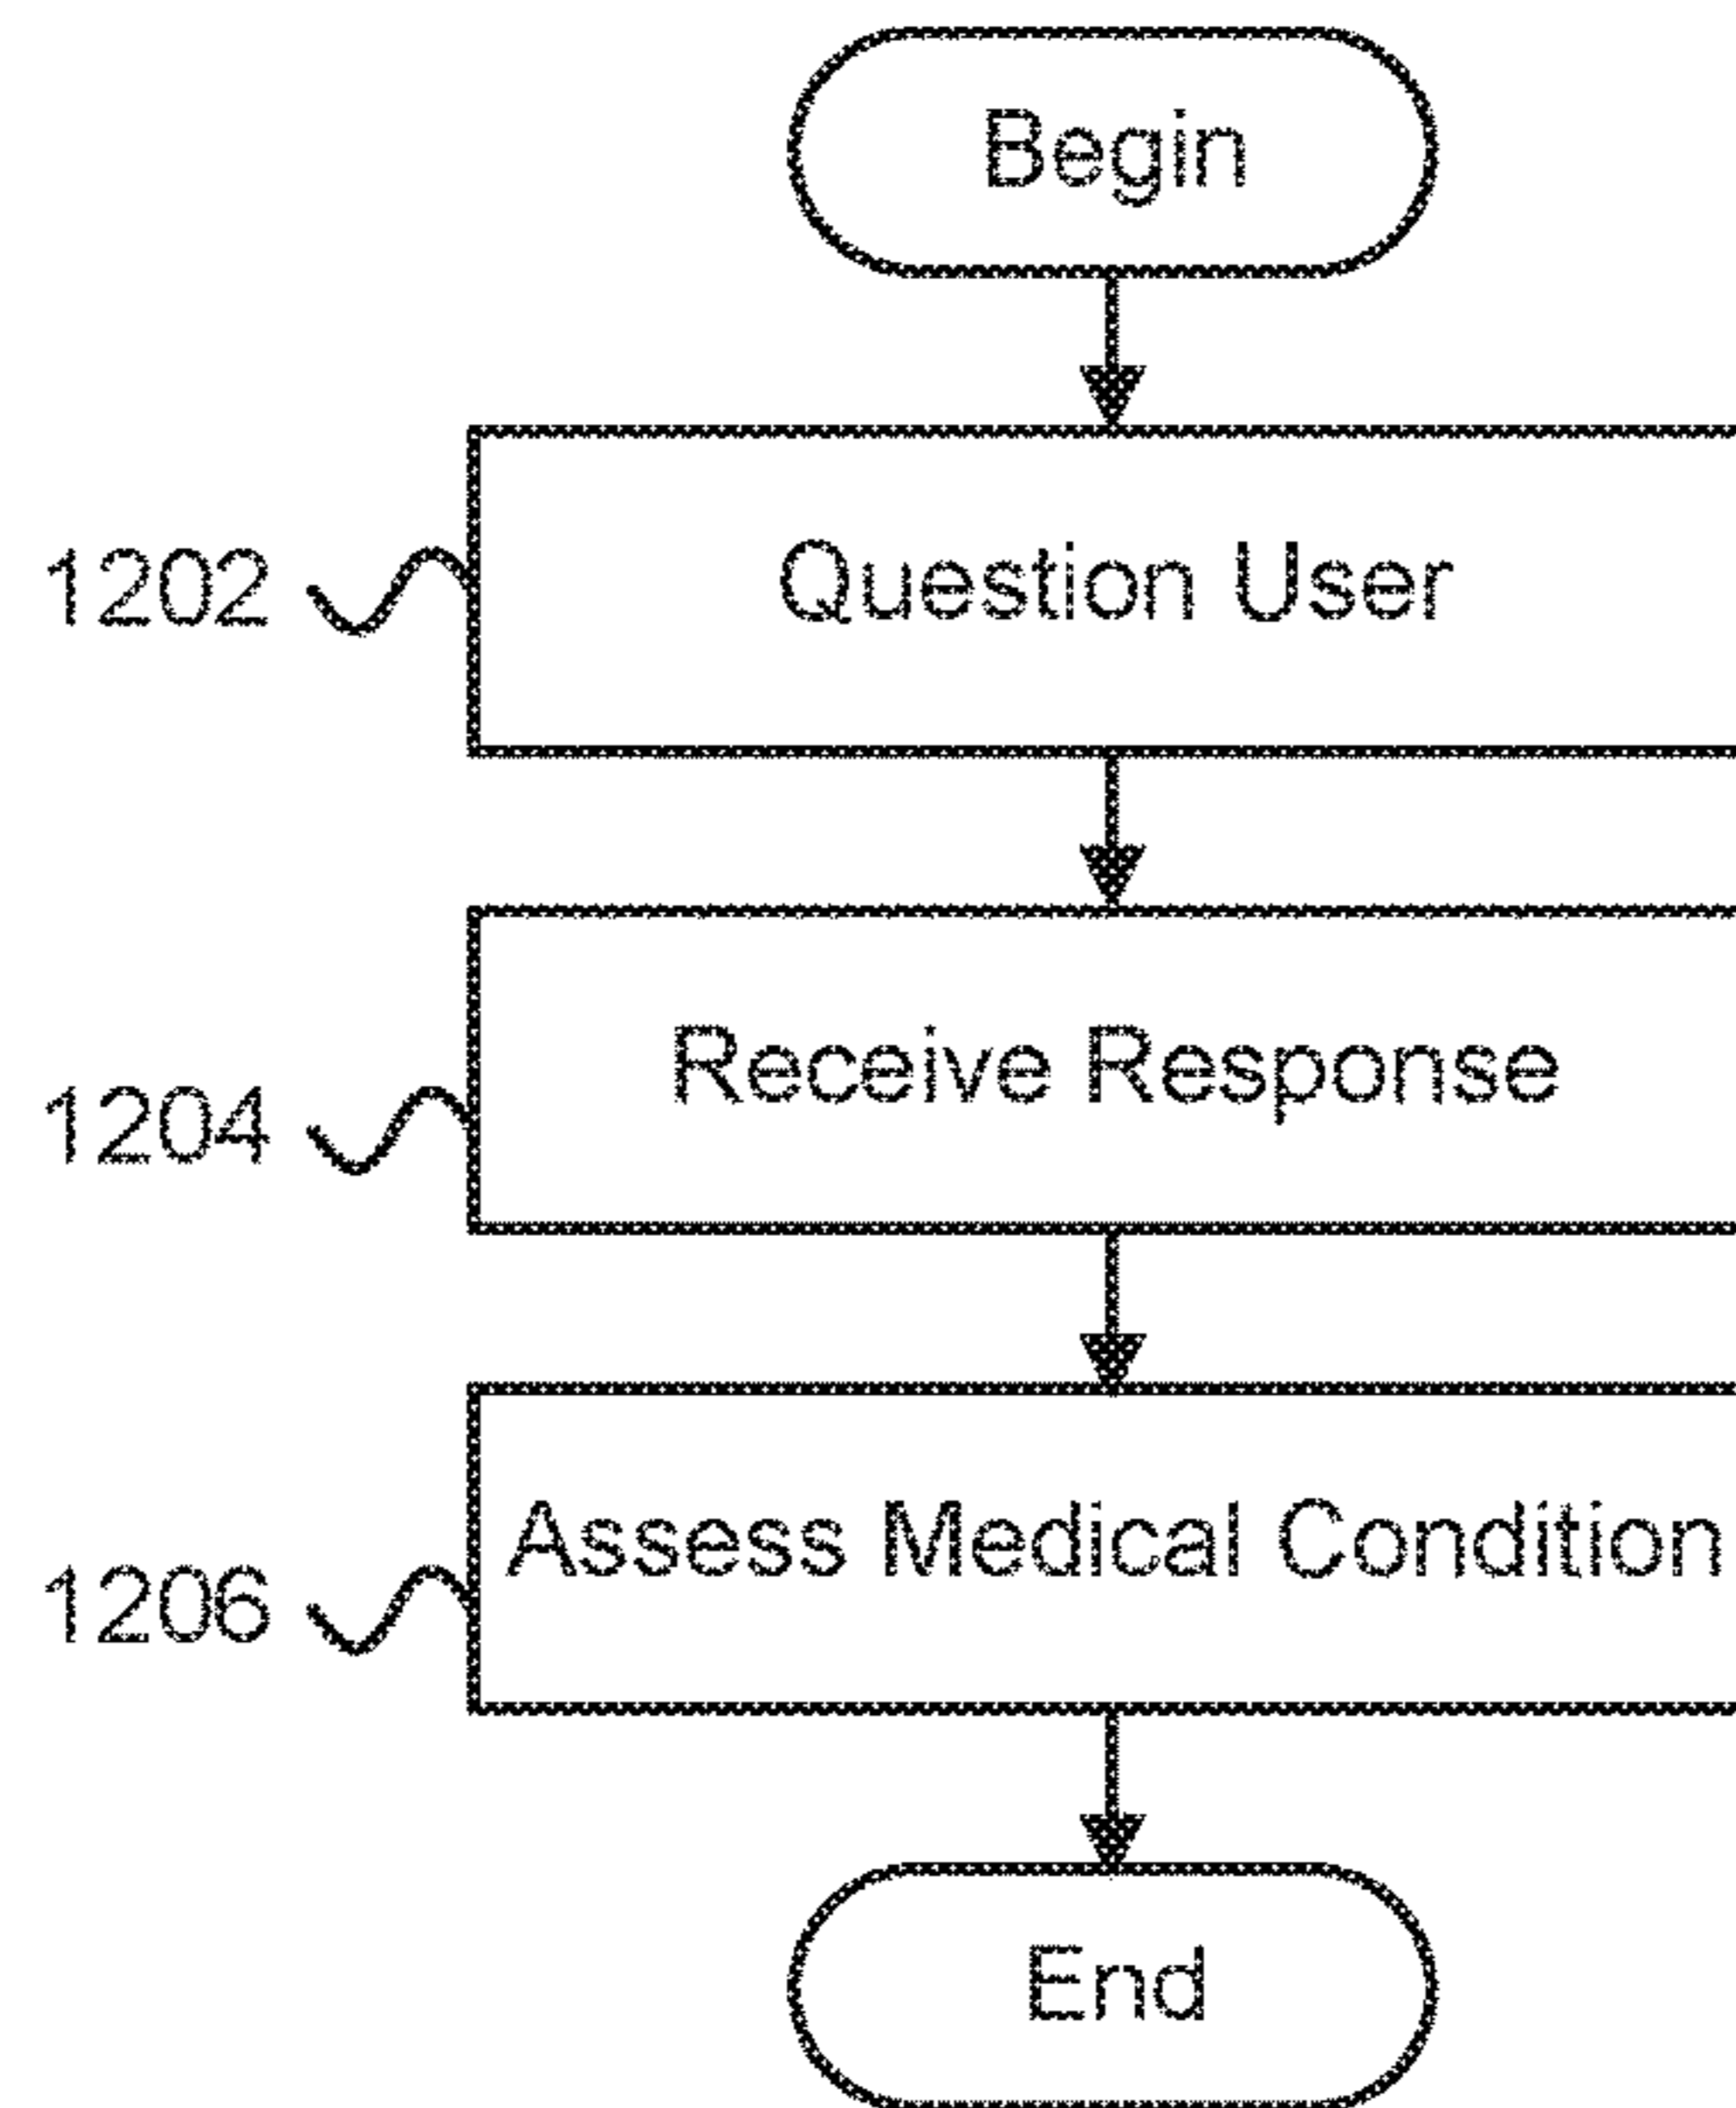 Begin
1202 Question User
1204 Receive Response
1206 Assess Medical Condition
End